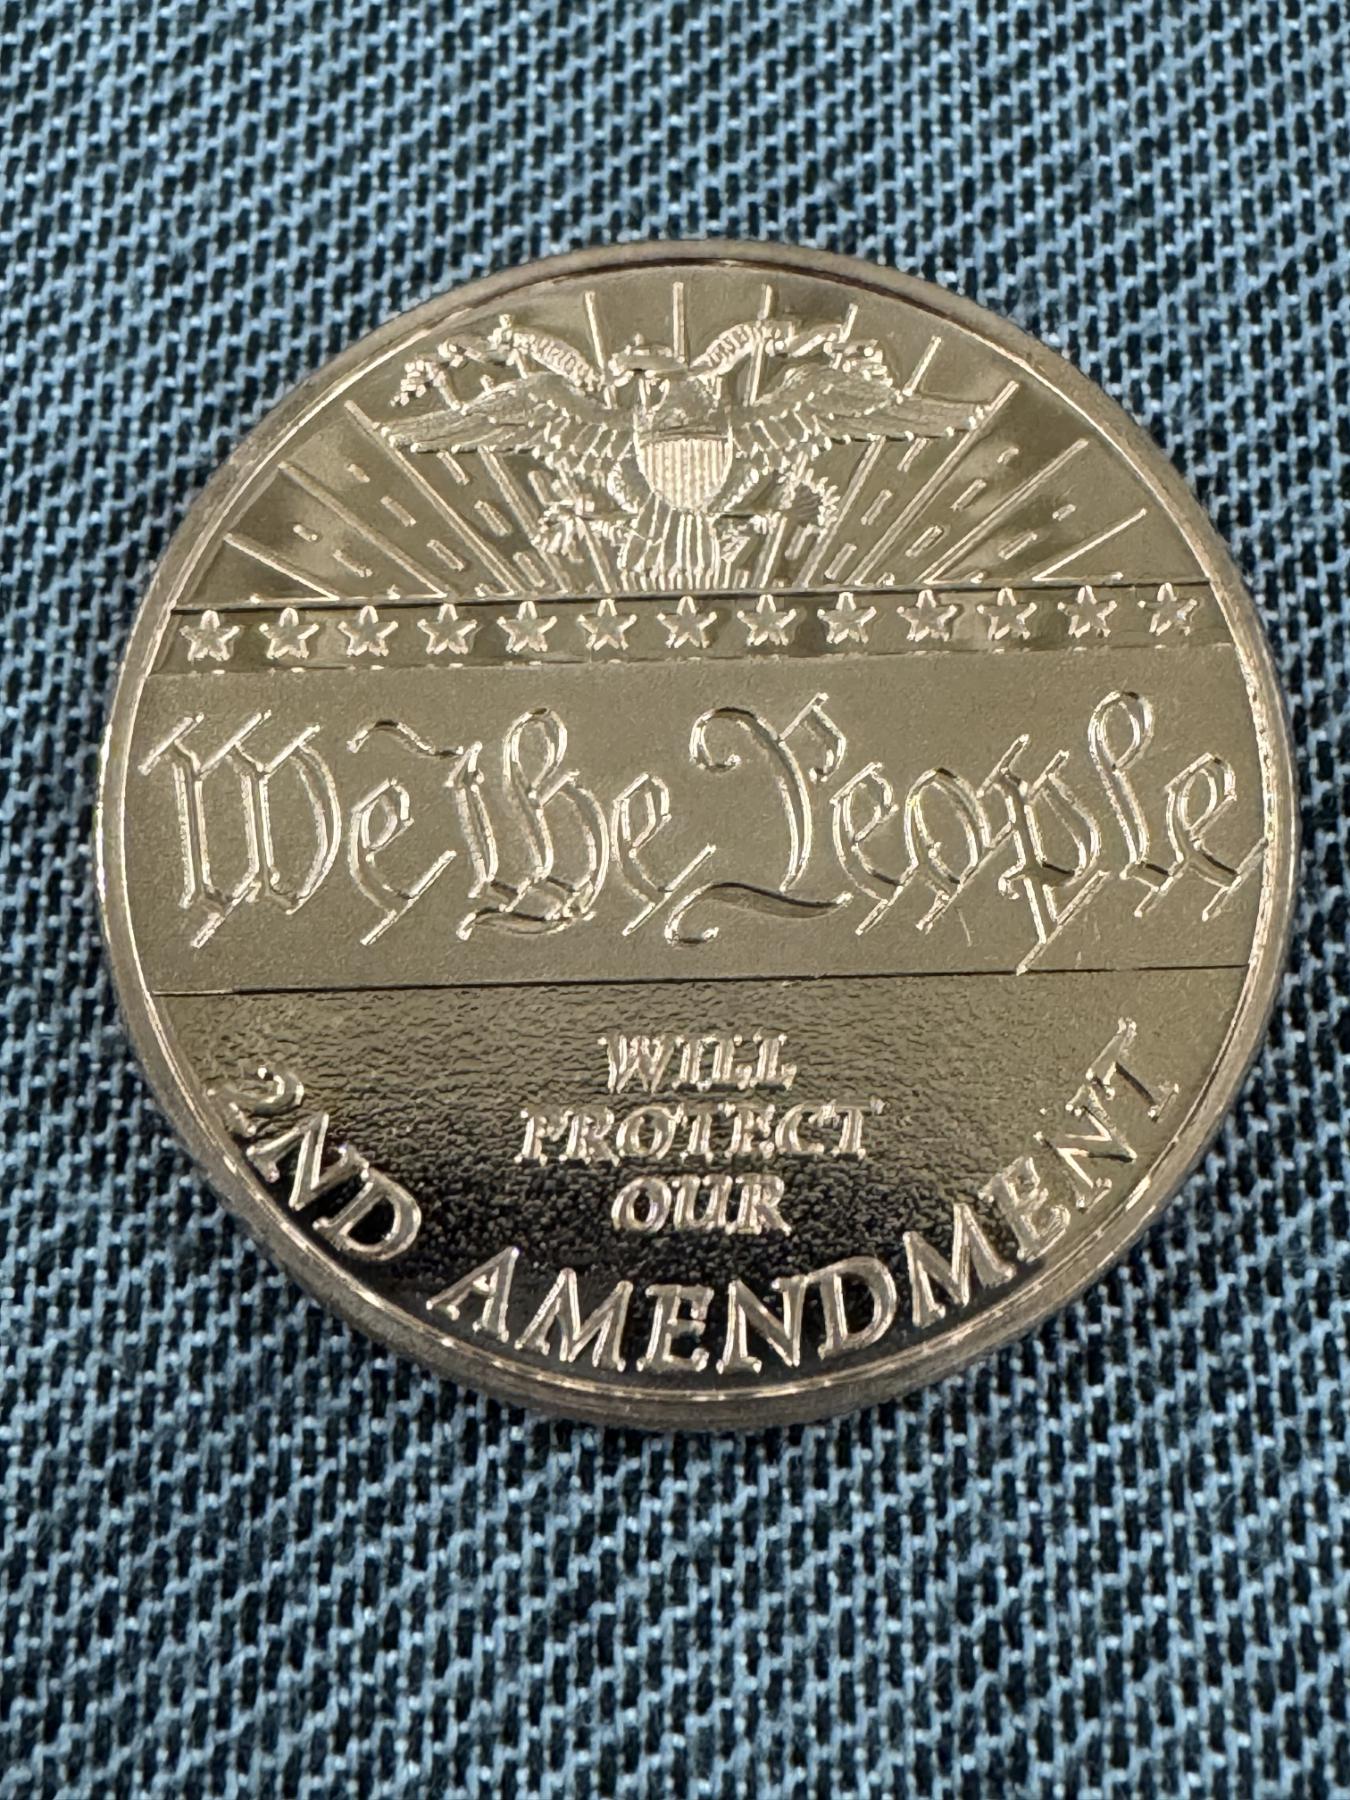 We the People
WILL
PROTECT
OUR
2ND AMENDMENT